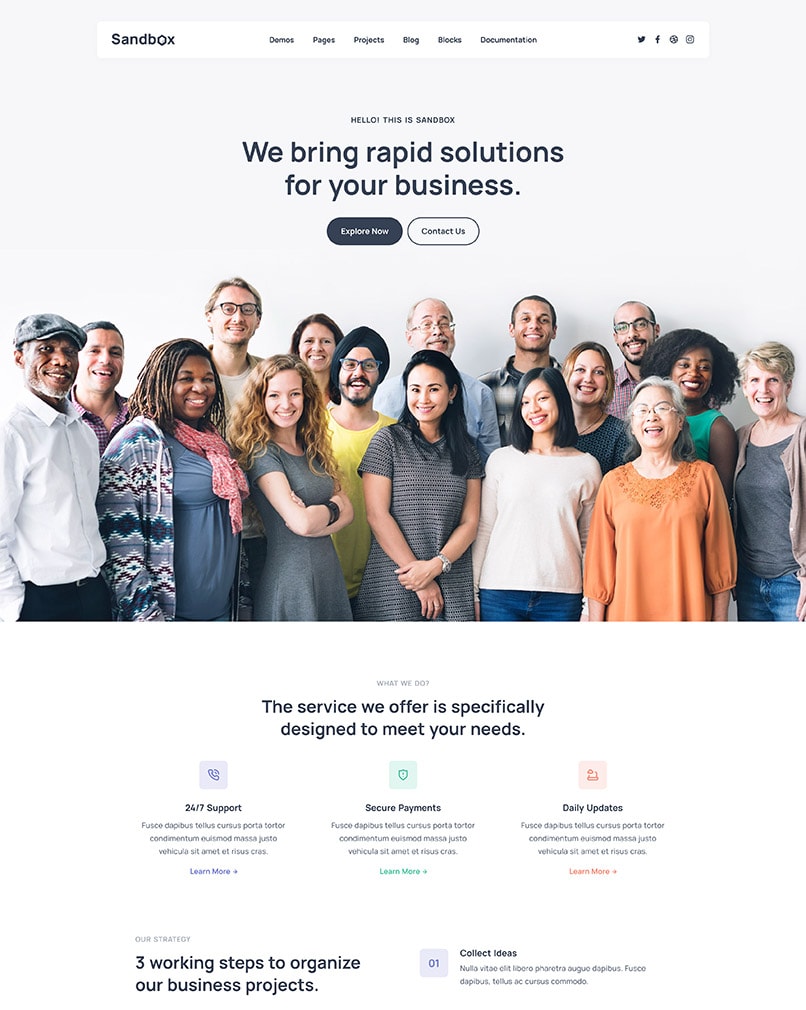 Sandbox
Demos Pages Projects Blog Blocks Documentation
HELLO! THIS IS SANDBOX
We bring rapid solutions
for your business.
Explore Now Contact Us
WHAT WE DO?
The service we offer is specifically
designed to meet your needs.
24/7 Support
Fusce dapibus tellus cursus porta tortor
condimentum euismod massa justo
vehicula sit amet et risus cras.
Learn More →
Secure Payments
Fusce dapibus tellus cursus porta tortor
condimentum euismod massa justo
vehicula sit amet et risus cras.
Learn More →
Daily Updates
Fusce dapibus tellus cursus porta tortor
condimentum euismod massa justo
vehicula sit amet et risus cras.
Learn More →
OUR STRATEGY
3 working steps to organize
our business projects.
01
Collect Ideas
Nulla vitae elit libero pharetra augue dapibus. Fusce
dapibus, tellus ac cursus commodo.